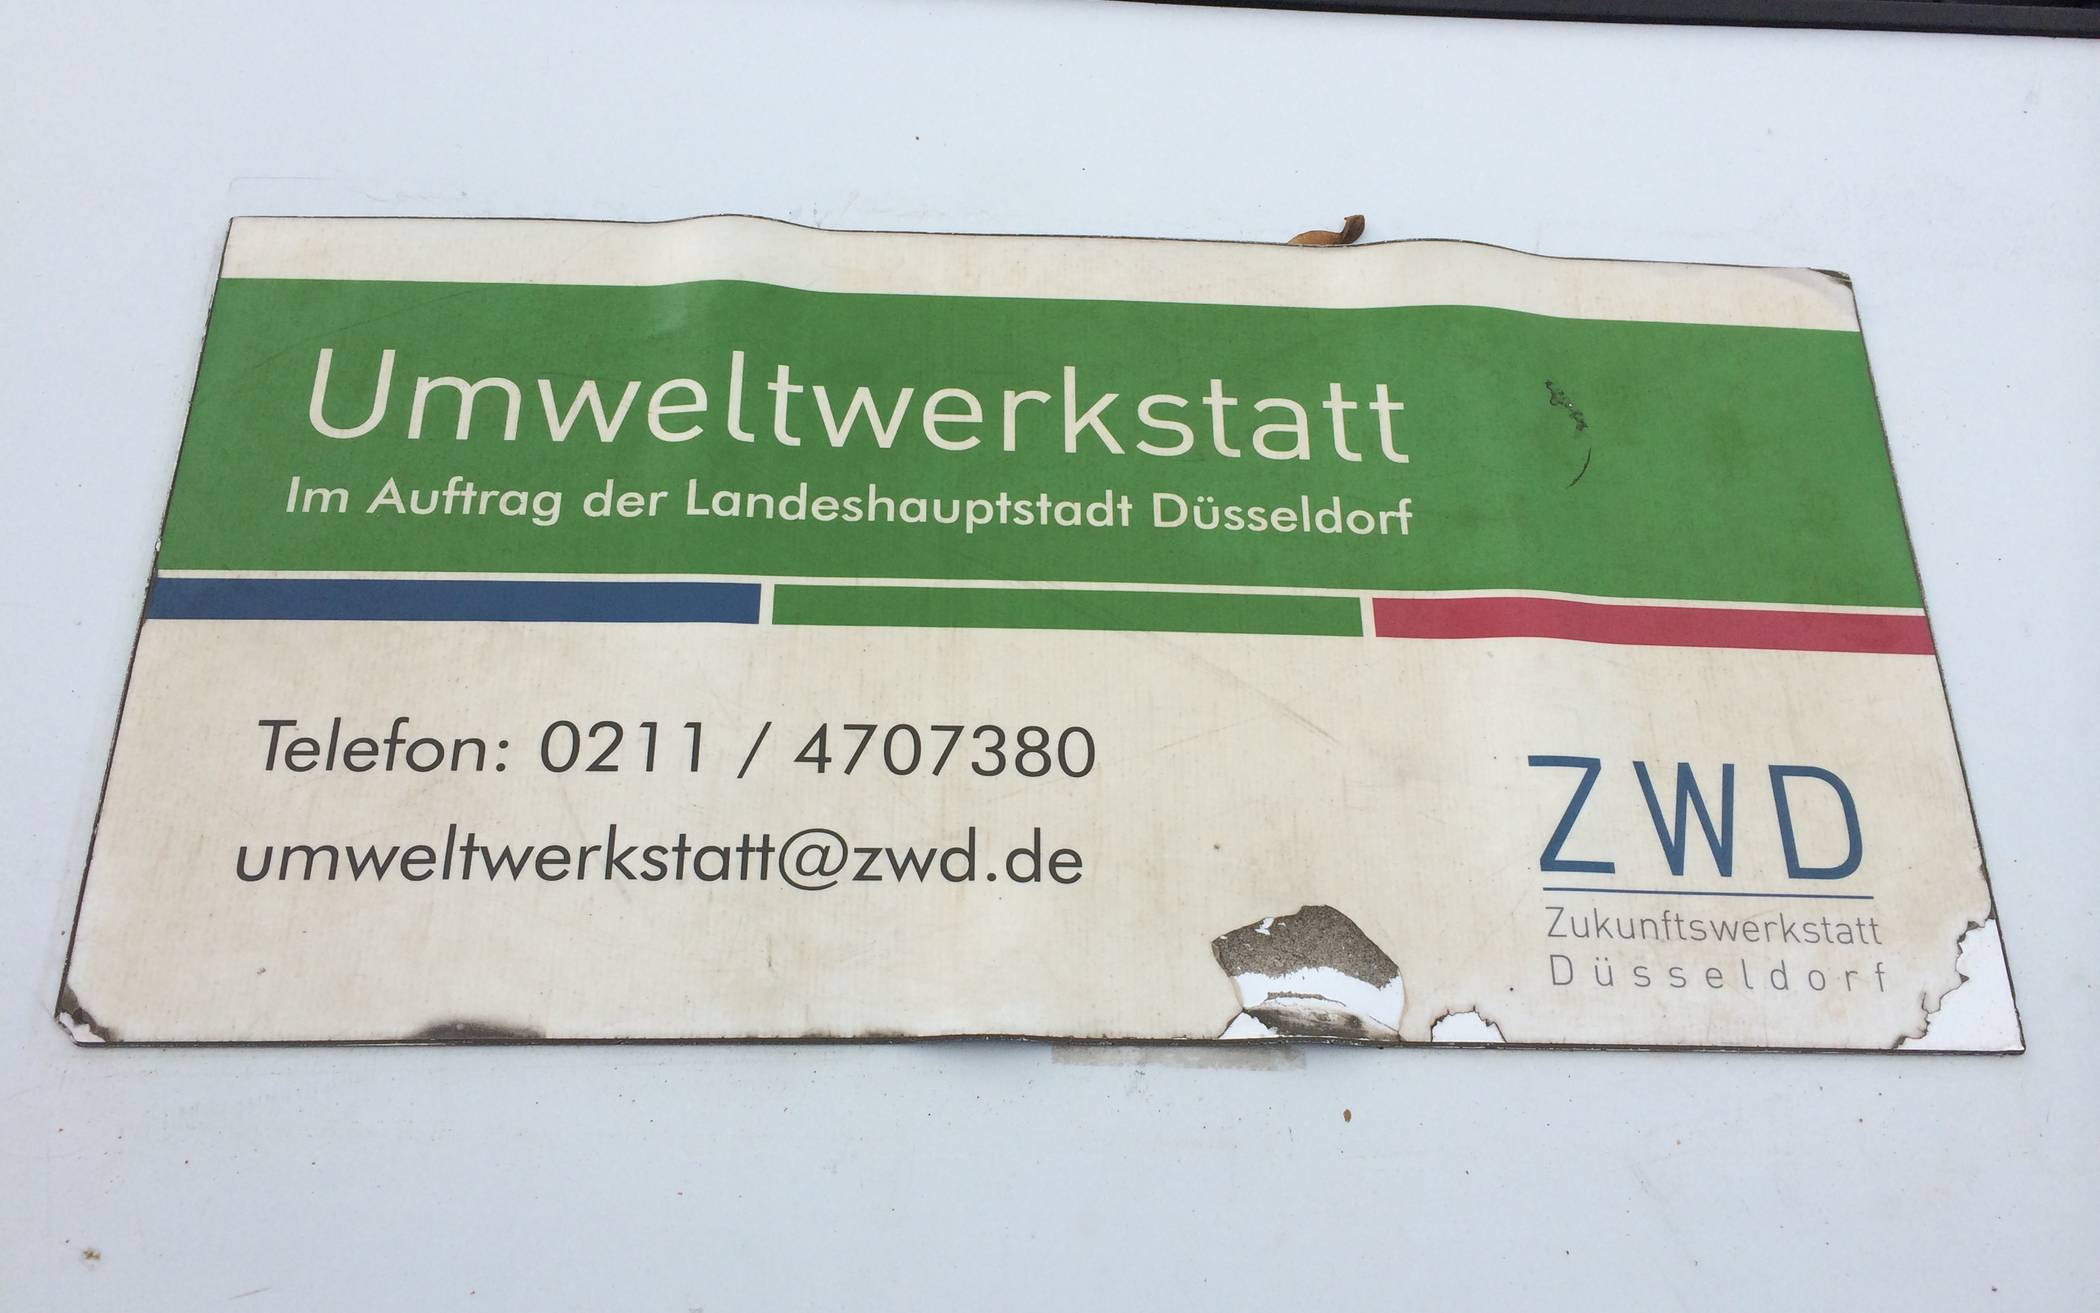 Umweltwerkstatt
Im Auftrag der Landeshauptstadt Düsseldorf
Telefon: 0211 / 4707380
umweltwerkstatt@zwd.de
ZWD
Zukunftswerkstatt
Düsseldorf